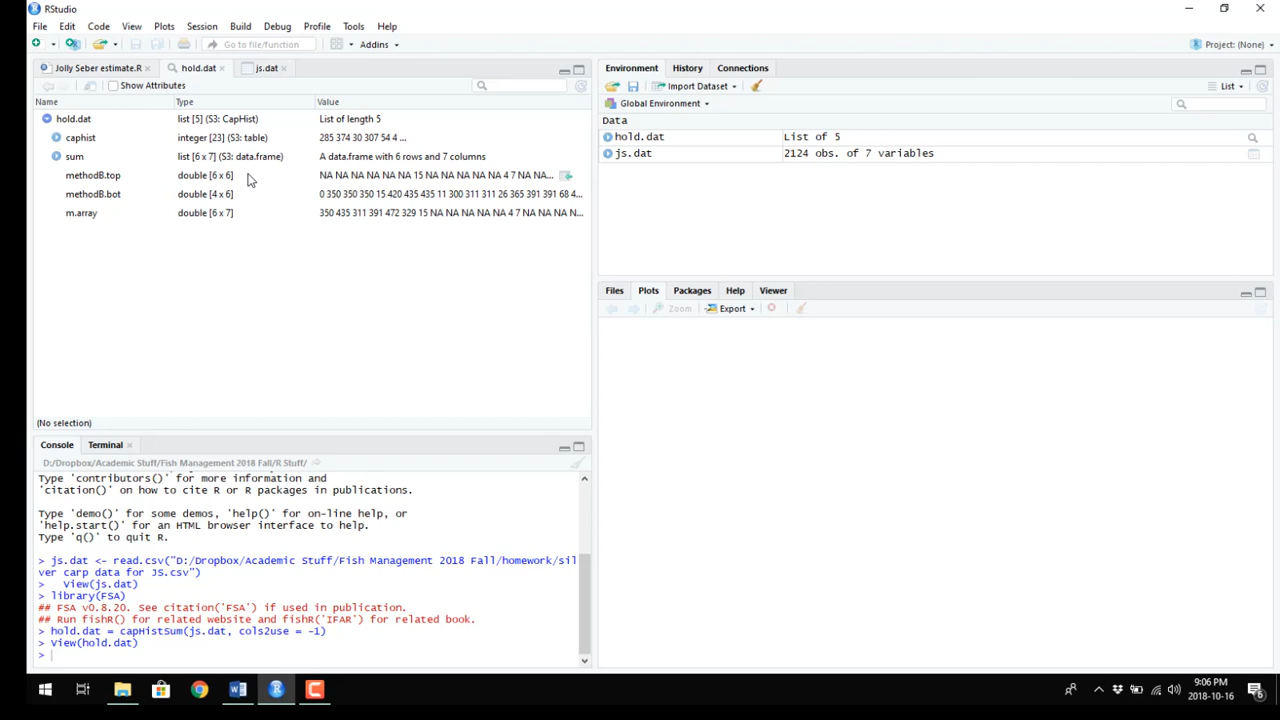 RStudio
File Edit Code View Plots Session Build Debug Profile Tools Help
Go to file/function Addins Project: (None)
Jolly Seber estimate.R hold.dat js.dat
Show Attributes
Name Type Value
hold.dat list [5] (S3: CapHist) List of length 5
caphist integer [23] (S3: table) 285 374 30 307 54 4 ...
sum list [6 x 7] (S3: data.frame) A data.frame with 6 rows and 7 columns
methodB.top double [6 x 6] NA NA NA NA NA NA 15 NA NA NA NA NA 4 7 NA NA...
methodB.bot double [4 x 6] 0 350 350 350 15 420 435 435 11 300 311 311 26 365 391 391 68 4...
m.array double [6 x 7] 350 435 311 391 472 329 15 NA NA NA NA NA 4 7 NA NA NA N...
(No selection)
Console Terminal
D:/Dropbox/Academic Stuff/Fish Management 2018 Fall/R Stuff/
Type 'contributors()' for more information and
'citation()' on how to cite R or R packages in publications.
Type 'demo()' for some demos, 'help()' for on-line help, or
'help.start()' for an HTML browser interface to help.
Type 'q()' to quit R.
> js.dat <- read.csv("D:/Dropbox/Academic Stuff/Fish Management 2018 Fall/homework/sil
ver carp data for JS.csv")
> View(js.dat)
> library(FSA)
## FSA v0.8.20. See citation('FSA') if used in publication.
## Run fishR() for related website and fishR('IFAR') for related book.
> hold.dat = capHistSum(js.dat, cols2use = -1)
> View(hold.dat)
>
Environment History Connections
Import Dataset List
Global Environment
Data
hold.dat List of 5
js.dat 2124 obs. of 7 variables
Files Plots Packages Help Viewer
Zoom Export
9:06 PM
2018-10-16
6